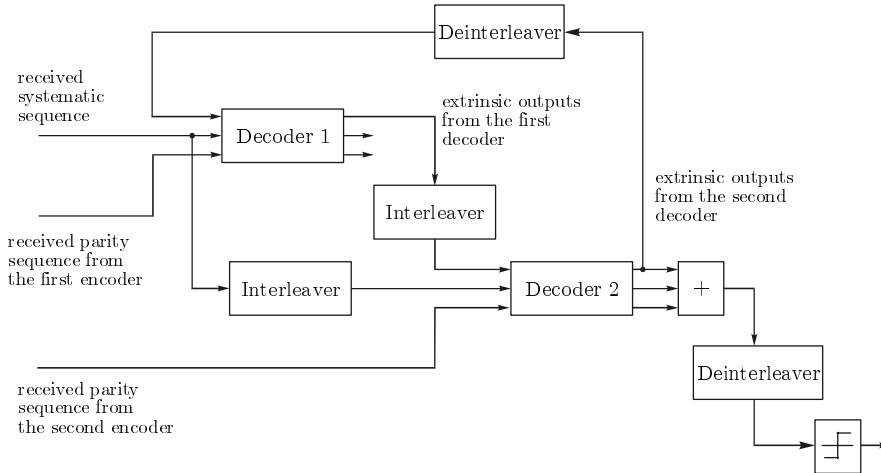 Deinterleaver
received
systematic
sequence
extrinsic outputs
from the first
decoder
Decoder 1
extrinsic outputs
from the second
decoder
Interleaver
received parity
sequence from
the first encoder
Interleaver
Decoder 2
+
Deinterleaver
received parity
sequence from
the second encoder